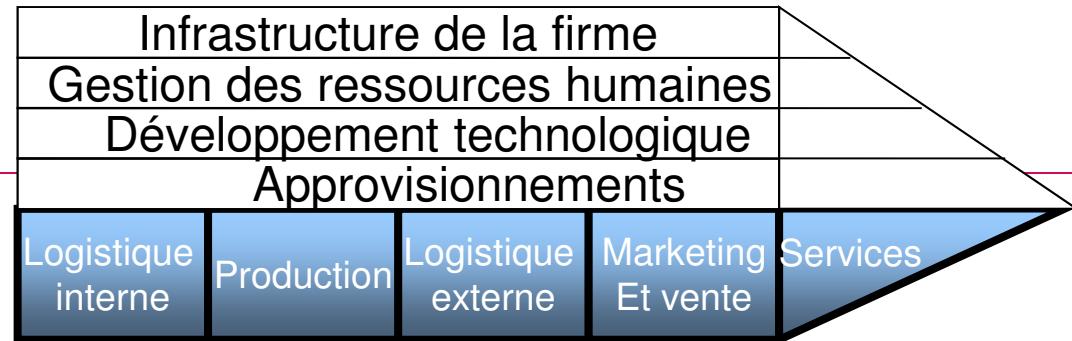 Infrastructure de la firme
Gestion des ressources humaines
Développement technologique
Approvisionnements
Logistique
interne
Production
Logistique
externe
Marketing
Et vente
Services